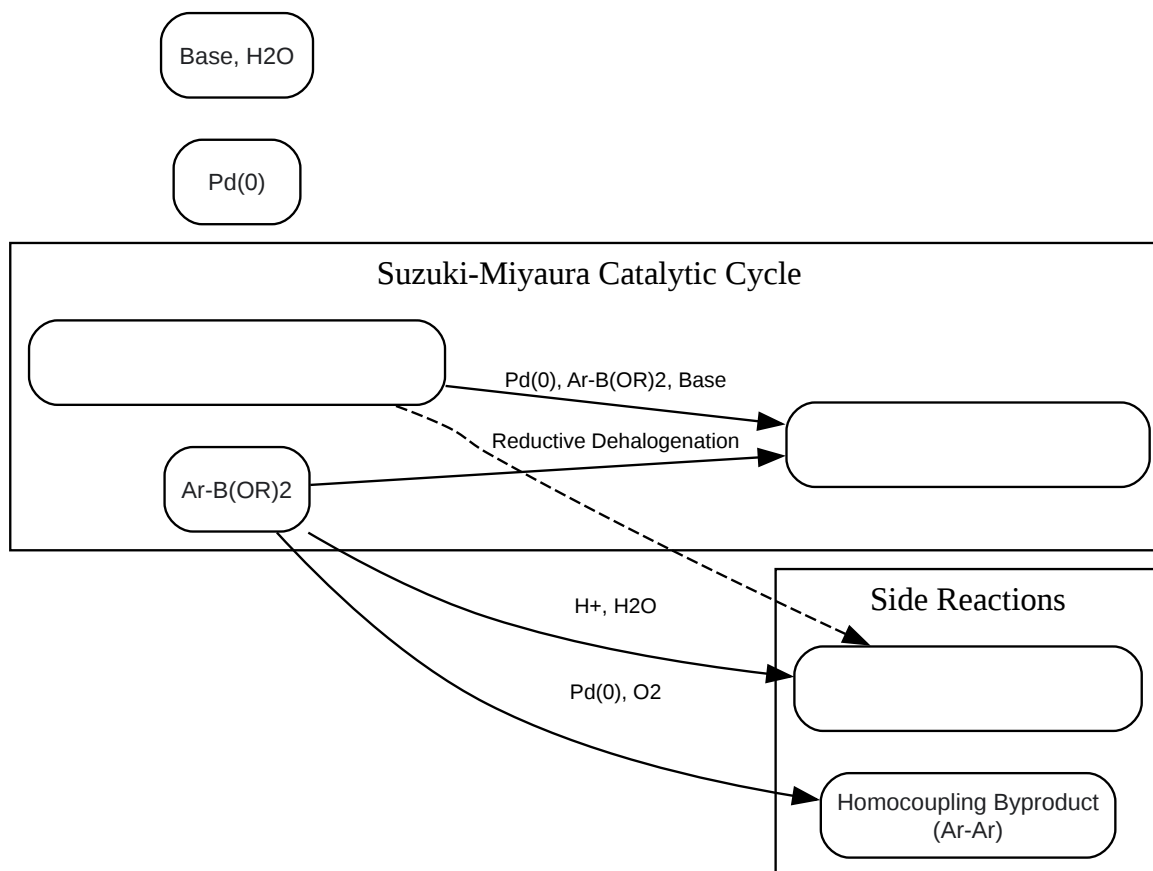 Base, H2O
Pd(0)
Suzuki-Miyaura Catalytic Cycle
Pd(0), Ar-B(OR)2, Base
Reductive Dehalogenation
Ar-B(OR)2
Side Reactions
H+, H2O
Pd(0), O2
Homocoupling Byproduct
(Ar-Ar)